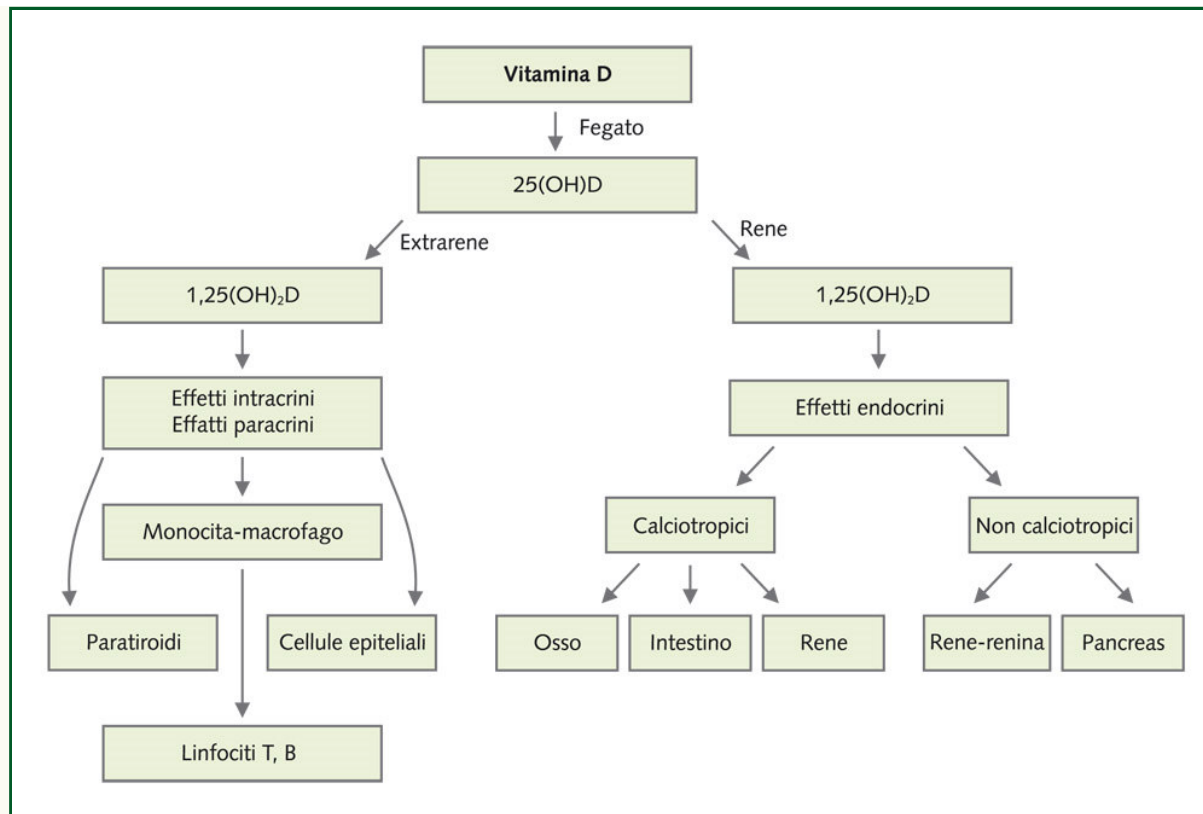 Vitamina D
Fegato
25(OH)D
Extrarene
Rene
1,25(OH)₂D
1,25(OH)₂D
Effetti intracrini
Effatti paracrini
Effetti endocrini
Monocita-macrofago
Calciotropici
Non calciotropici
Paratiroidi
Cellule epiteliali
Osso
Intestino
Rene
Rene-renina
Pancreas
Linfociti T, B